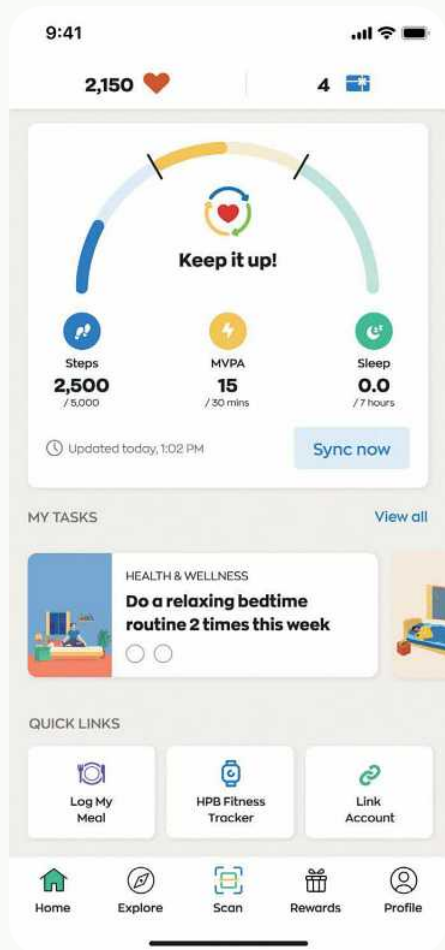 9:41
2,150
4
Keep it up!
Steps
2,500
/ 5,000
MVPA
15
/ 30 mins
Sleep
0.0
/ 7 hours
Updated today, 1:02 PM
Sync now
MY TASKS
View all
HEALTH & WELLNESS
Do a relaxing bedtime
routine 2 times this week
QUICK LINKS
Log My
Meal
HPB Fitness
Tracker
Link
Account
Home
Explore
Scan
Rewards
Profile